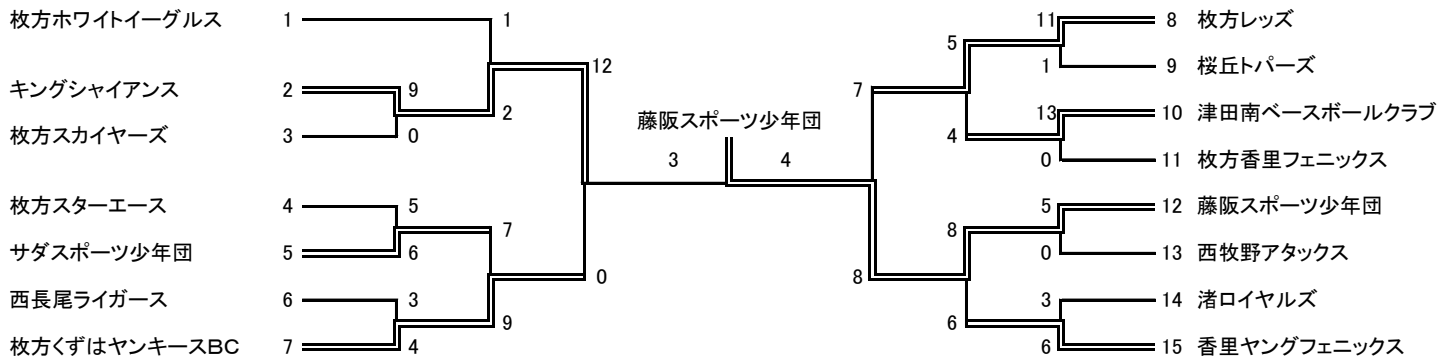 枚方ホワイトイーグルス 1 1 11 8 枚方レッズ
5
12 1 9 桜丘トパーズ
キングシャイアンス 2 9 7
2 藤阪スポーツ少年団 13 10 津田南ベースボールクラブ
枚方スカイヤーズ 3 0 4
3 4 0 11 枚方香里フェニックス
枚方スターエース 4 5 5 12 藤阪スポーツ少年団
7 8
サダスポーツ少年団 5 6 0 13 西牧野アタックス
0 8
西長尾ライガース 6 3 3 14 渚ロイヤルズ
9 6
枚方くずはヤンキースBC 7 4 6 15 香里ヤングフェニックス